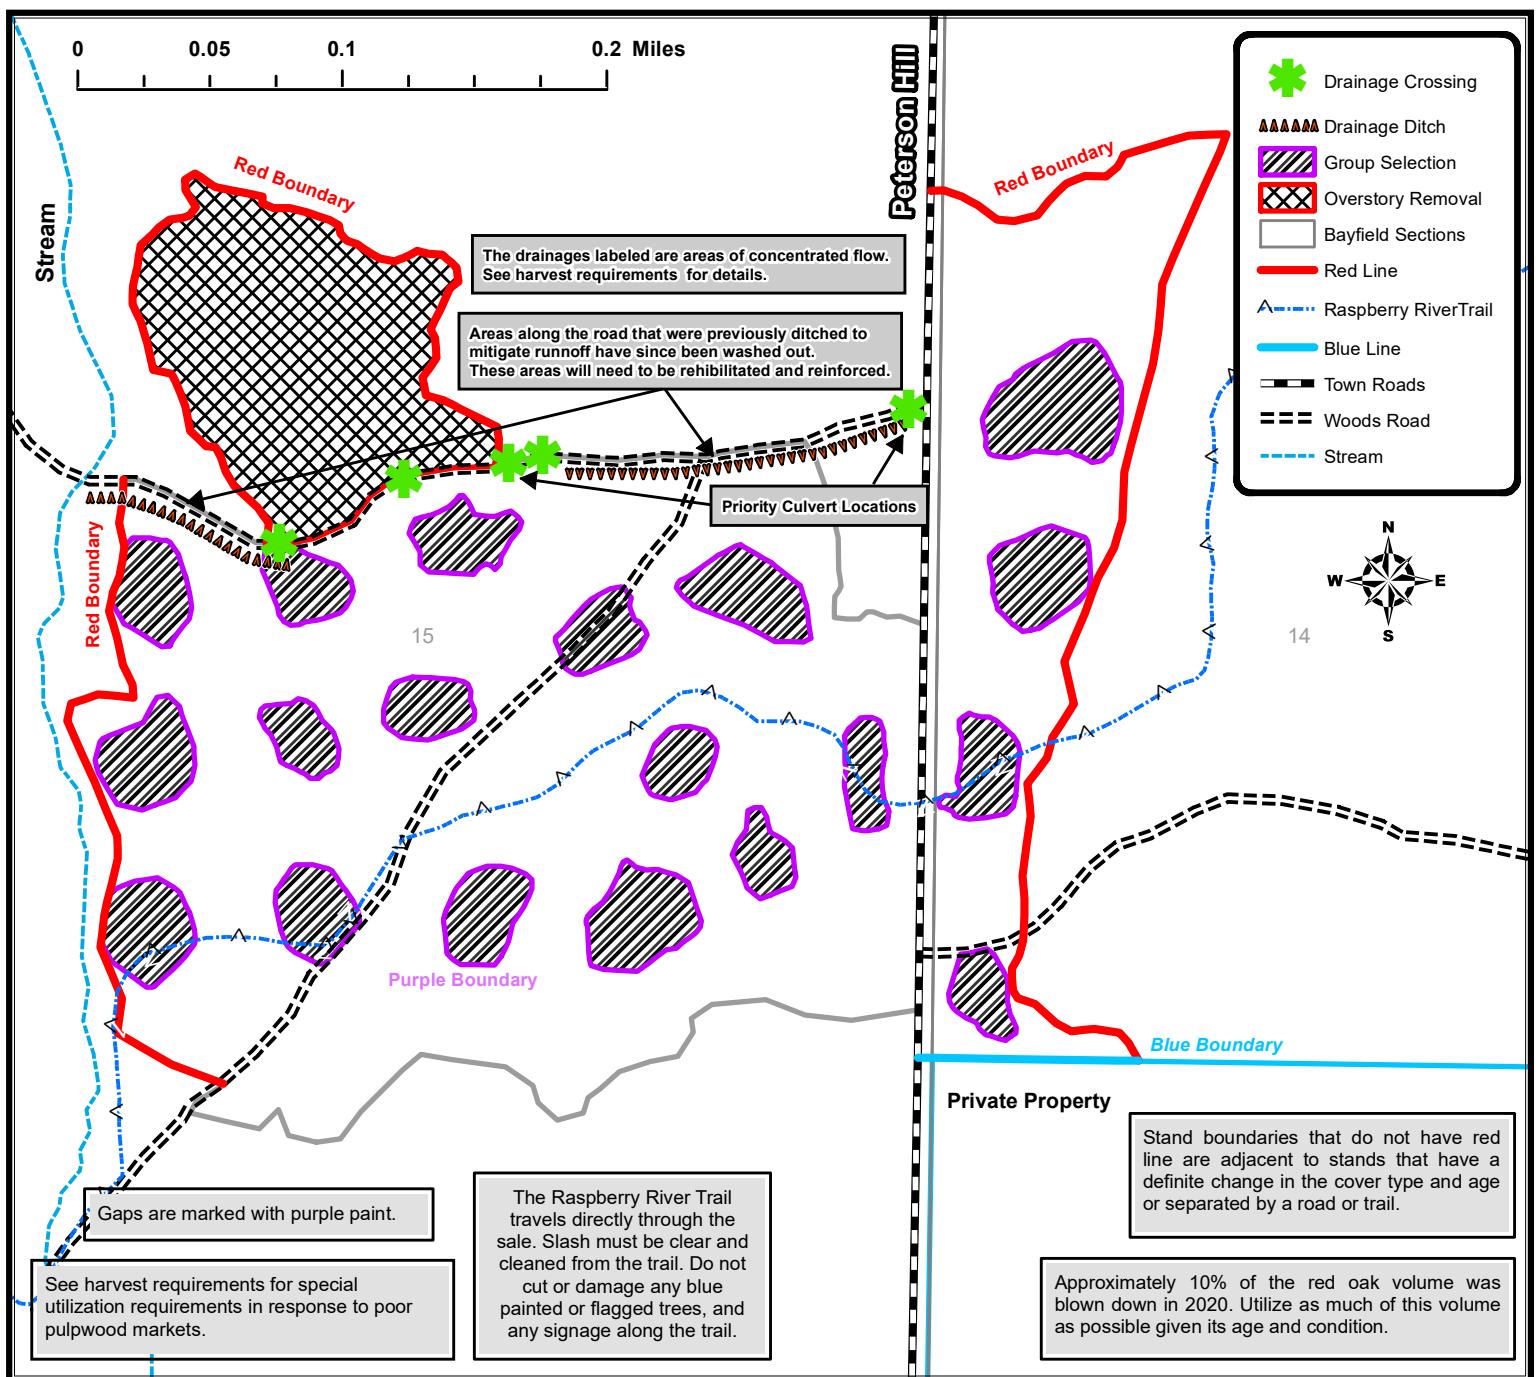 0 0.05 0.1 0.2 Miles
Peterson Hill
Stream
Red Boundary
Red Boundary
Drainage Crossing
Drainage Ditch
Group Selection
Overstory Removal
Bayfield Sections
Red Line
Raspberry RiverTrail
Blue Line
Town Roads
Woods Road
Stream
The drainages labeled are areas of concentrated flow.
See harvest requirements for details.
Areas along the road that were previously ditched to
mitigate runnoff have since been washed out.
These areas will need to be rehibilitated and reinforced.
Priority Culvert Locations
Red Boundary
15
14
N
W E
S
Purple Boundary
Blue Boundary
Private Property
Stand boundaries that do not have red
line are adjacent to stands that have a
definite change in the cover type and age
or separated by a road or trail.
Gaps are marked with purple paint.
The Raspberry River Trail
travels directly through the
sale. Slash must be clear and
cleaned from the trail. Do not
cut or damage any blue
painted or flagged trees, and
any signage along the trail.
See harvest requirements for special
utilization requirements in response to poor
pulpwood markets.
Approximately 10% of the red oak volume was
blown down in 2020. Utilize as much of this volume
as possible given its age and condition.